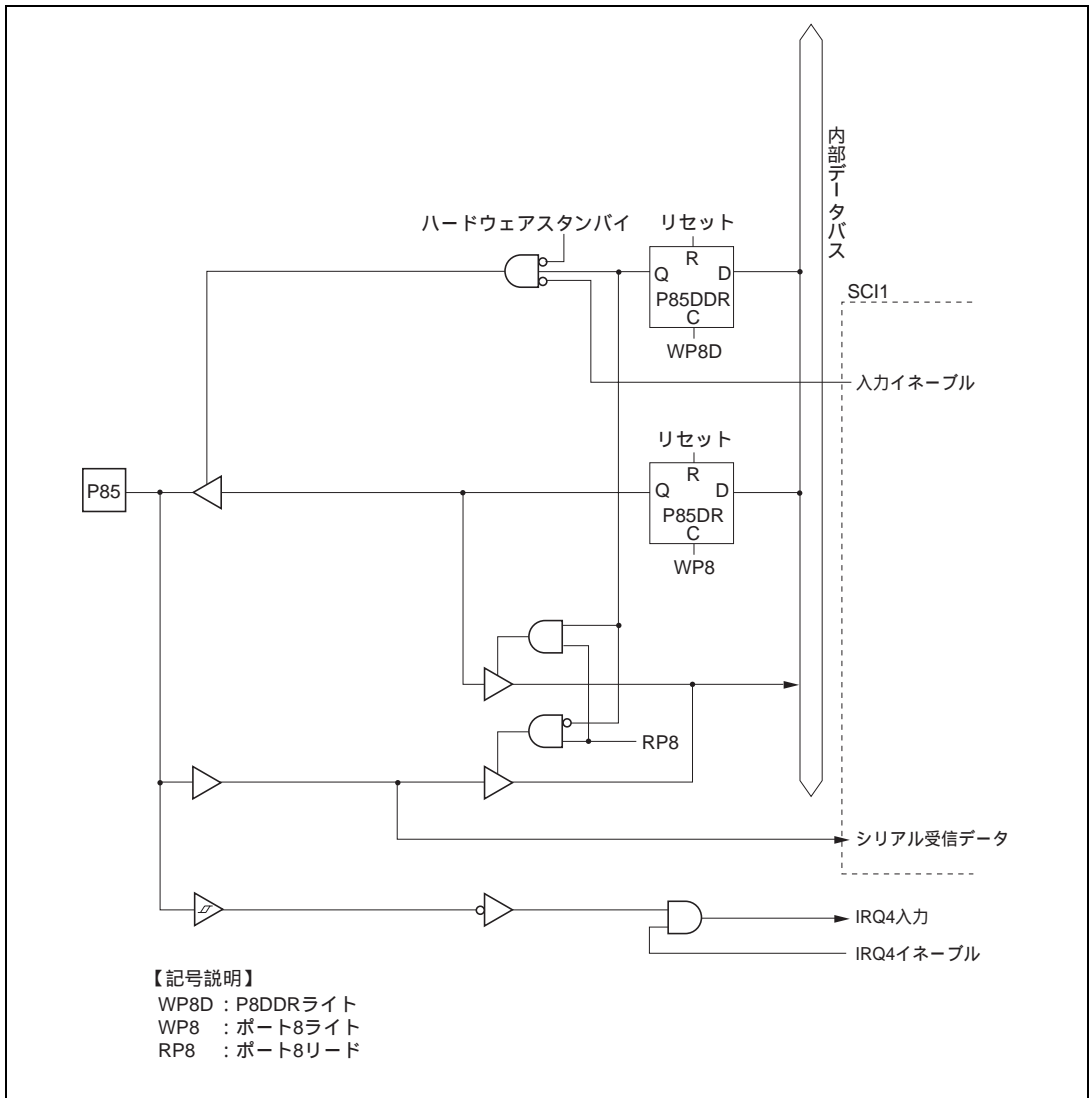 内部データバス
ハードウェアスタンバイ
リセット
R
Q D
P85DDR
C
WP8D
SCI1
入力イネーブル
リセット
R
Q D
P85DR
C
WP8
P85
RP8
シリアル受信データ
IRQ4入力
IRQ4イネーブル
【記号説明】
WP8D : P8DDRライト
WP8 : ポート8ライト
RP8 : ポート8リード